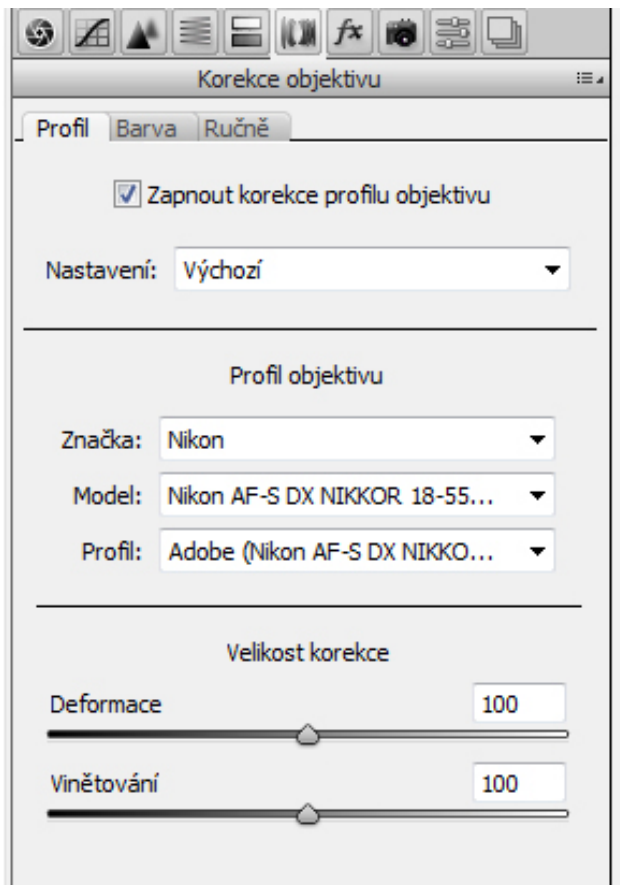 fx
Korekce objektivu
Profil Barva Ručně
Zapnout korekce profilu objektivu
Nastavení: Výchozí
Profil objektivu
Značka: Nikon
Model: Nikon AF-S DX NIKKOR 18-55...
Profil: Adobe (Nikon AF-S DX NIKKO...
Velikost korekce
Deformace 100
Vinětování 100